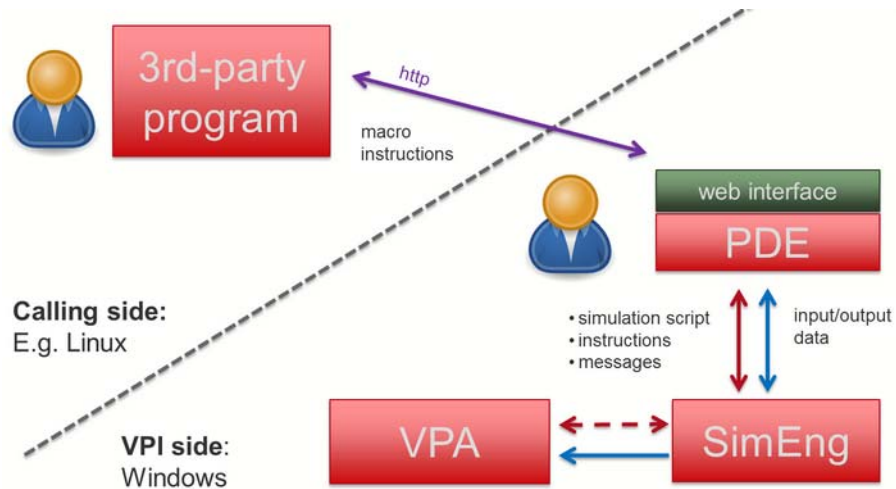 3rd-party
program
http
macro
instructions
web interface
PDE
Calling side:
E.g. Linux
• simulation script
• instructions
• messages
input/output
data
VPI side:
Windows
VPA
SimEng